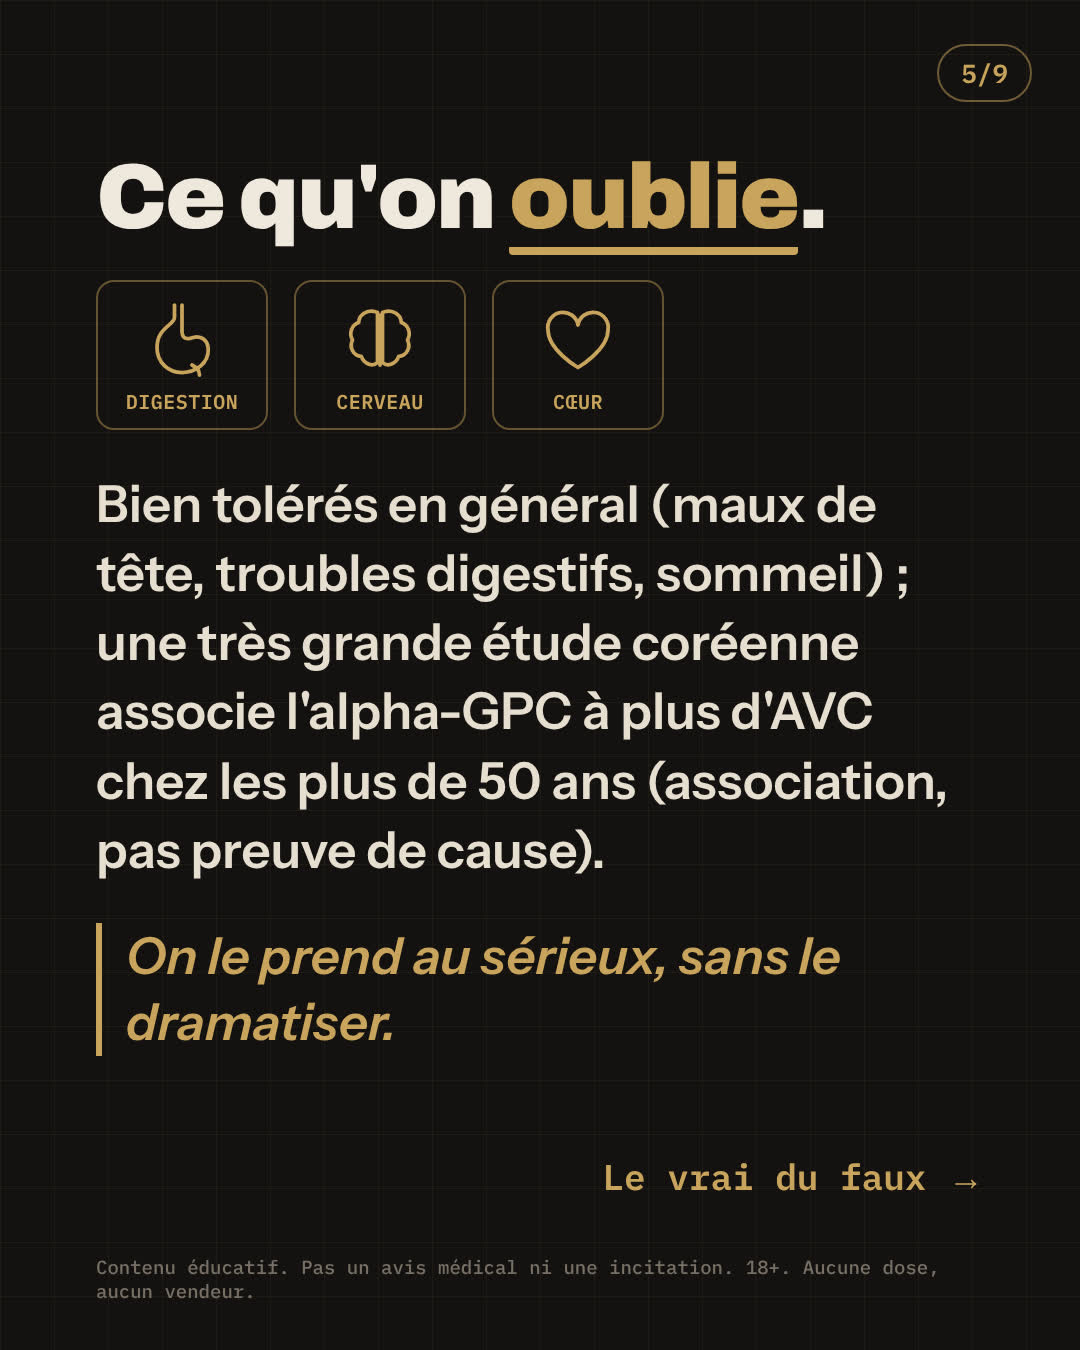 5/9
Ce qu'on oublie.
DIGESTION
CERVEAU
CŒUR
Bien tolérés en général (maux de
tête, troubles digestifs, sommeil) ;
une très grande étude coréenne
associe l'alpha-GPC à plus d'AVC
chez les plus de 50 ans (association,
pas preuve de cause).
On le prend au sérieux, sans le
dramatiser.
Le vrai du faux →
Contenu éducatif. Pas un avis médical ni une incitation. 18+. Aucune dose,
aucun vendeur.